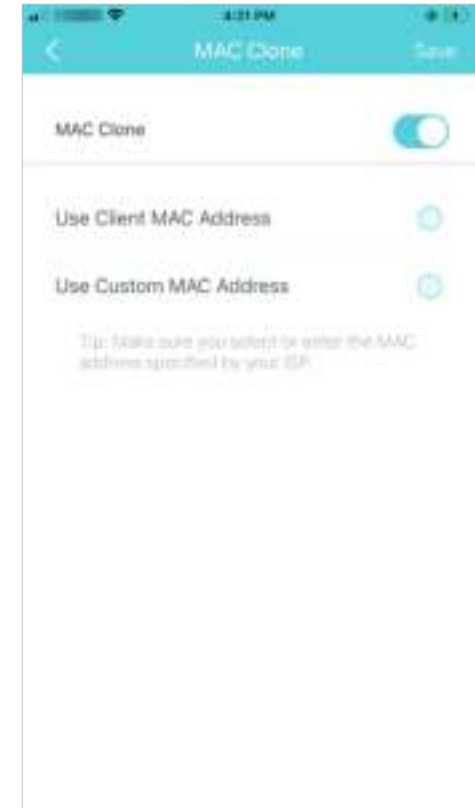 4:21 PM
MAC Clone
Save
MAC Clone
Use Client MAC Address
Use Custom MAC Address
Tip: Make sure you select or enter the MAC
address specified by your ISP.